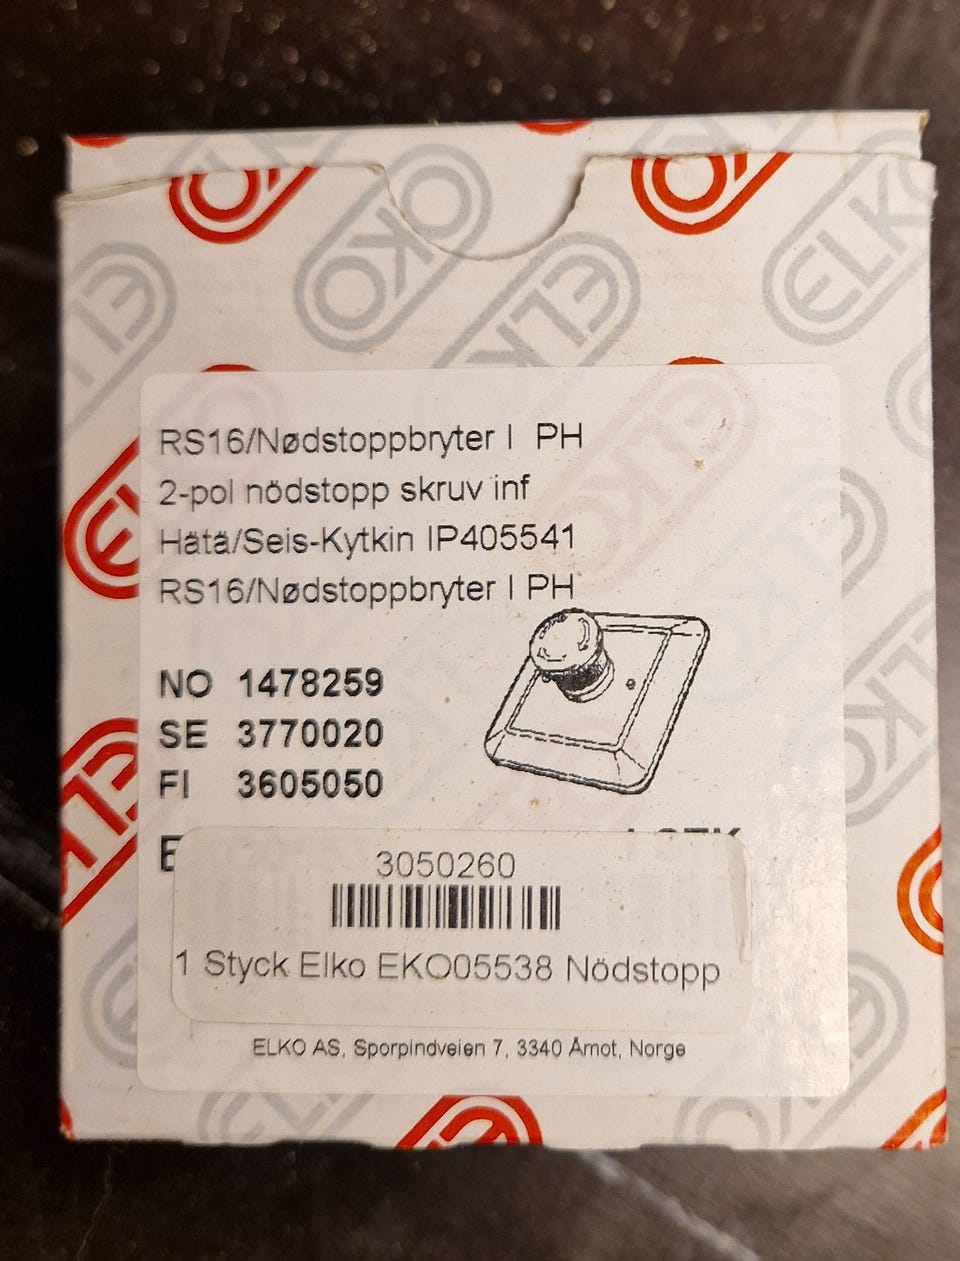 ELKO
RS16/Nødstoppbryter I PH
2-pol nödstopp skruv inf
Hätä/Seis-Kytkin IP405541
RS16/Nødstoppbryter I PH
NO 1478259
SE 3770020
FI 3605050
E
3050260
1 Styck Elko EKO05538 Nödstopp
ELKO AS, Sporpindveien 7, 3340 Åmot, Norge